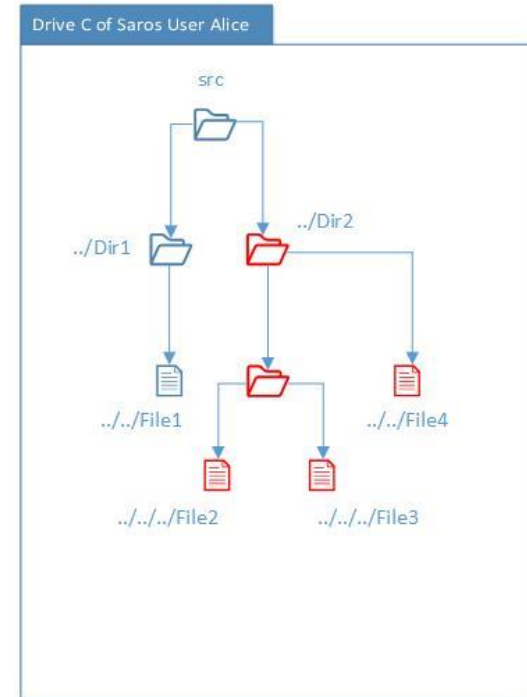 Drive C of Saros User Alice
src
../Dir1
../Dir2
../../File1
../../File4
../../../File2
../../../File3